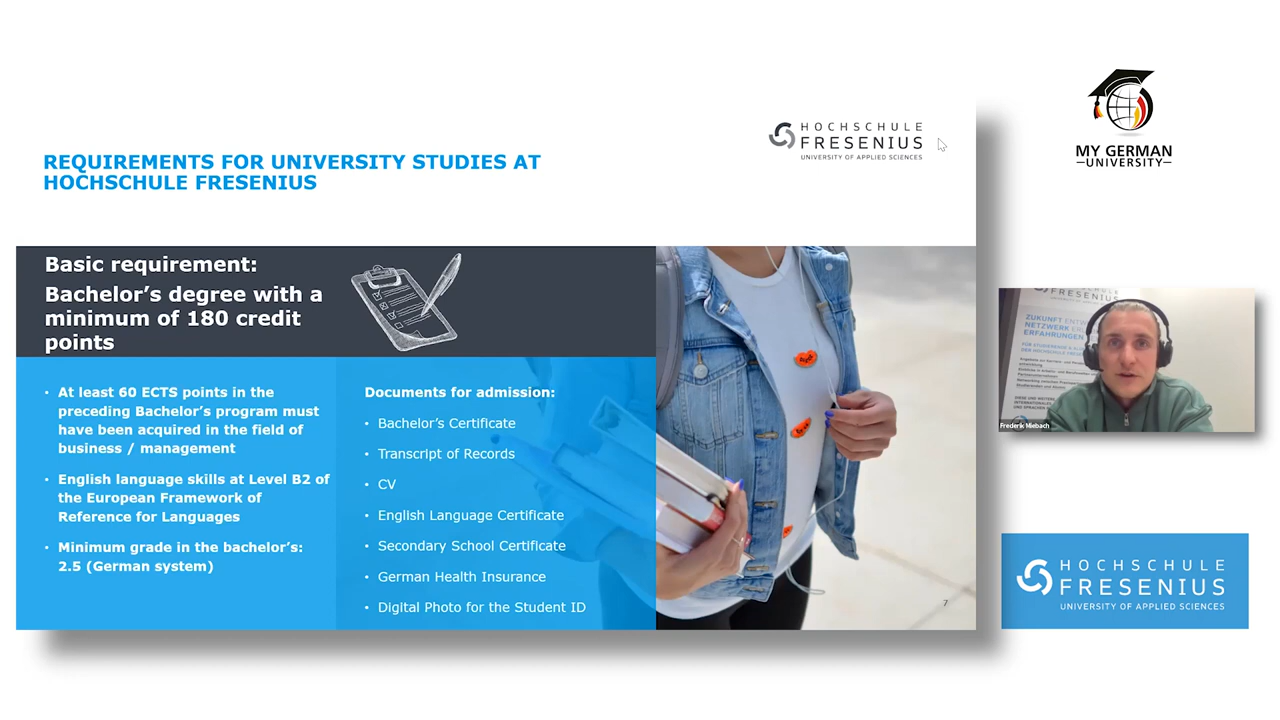 HOCHSCHULE
FRESENIUS
UNIVERSITY OF APPLIED SCIENCES
REQUIREMENTS FOR UNIVERSITY STUDIES AT
HOCHSCHULE FRESENIUS
Basic requirement:
Bachelor's degree with a
minimum of 180 credit
points
• At least 60 ECTS points in the
preceding Bachelor's program must
have been acquired in the field of
business / management
• English language skills at Level B2 of
the European Framework of
Reference for Languages
• Minimum grade in the bachelor's:
2.5 (German system)
Documents for admission:
• Bachelor's Certificate
• Transcript of Records
• CV
• English Language Certificate
• Secondary School Certificate
• German Health Insurance
• Digital Photo for the Student ID
7
MY GERMAN
UNIVERSITY
FRESENIUS
ZUKUNFT
NETZWERK
ERFAHRUNGEN
Frederik Miebach
HOCHSCHULE
FRESENIUS
UNIVERSITY OF APPLIED SCIENCES